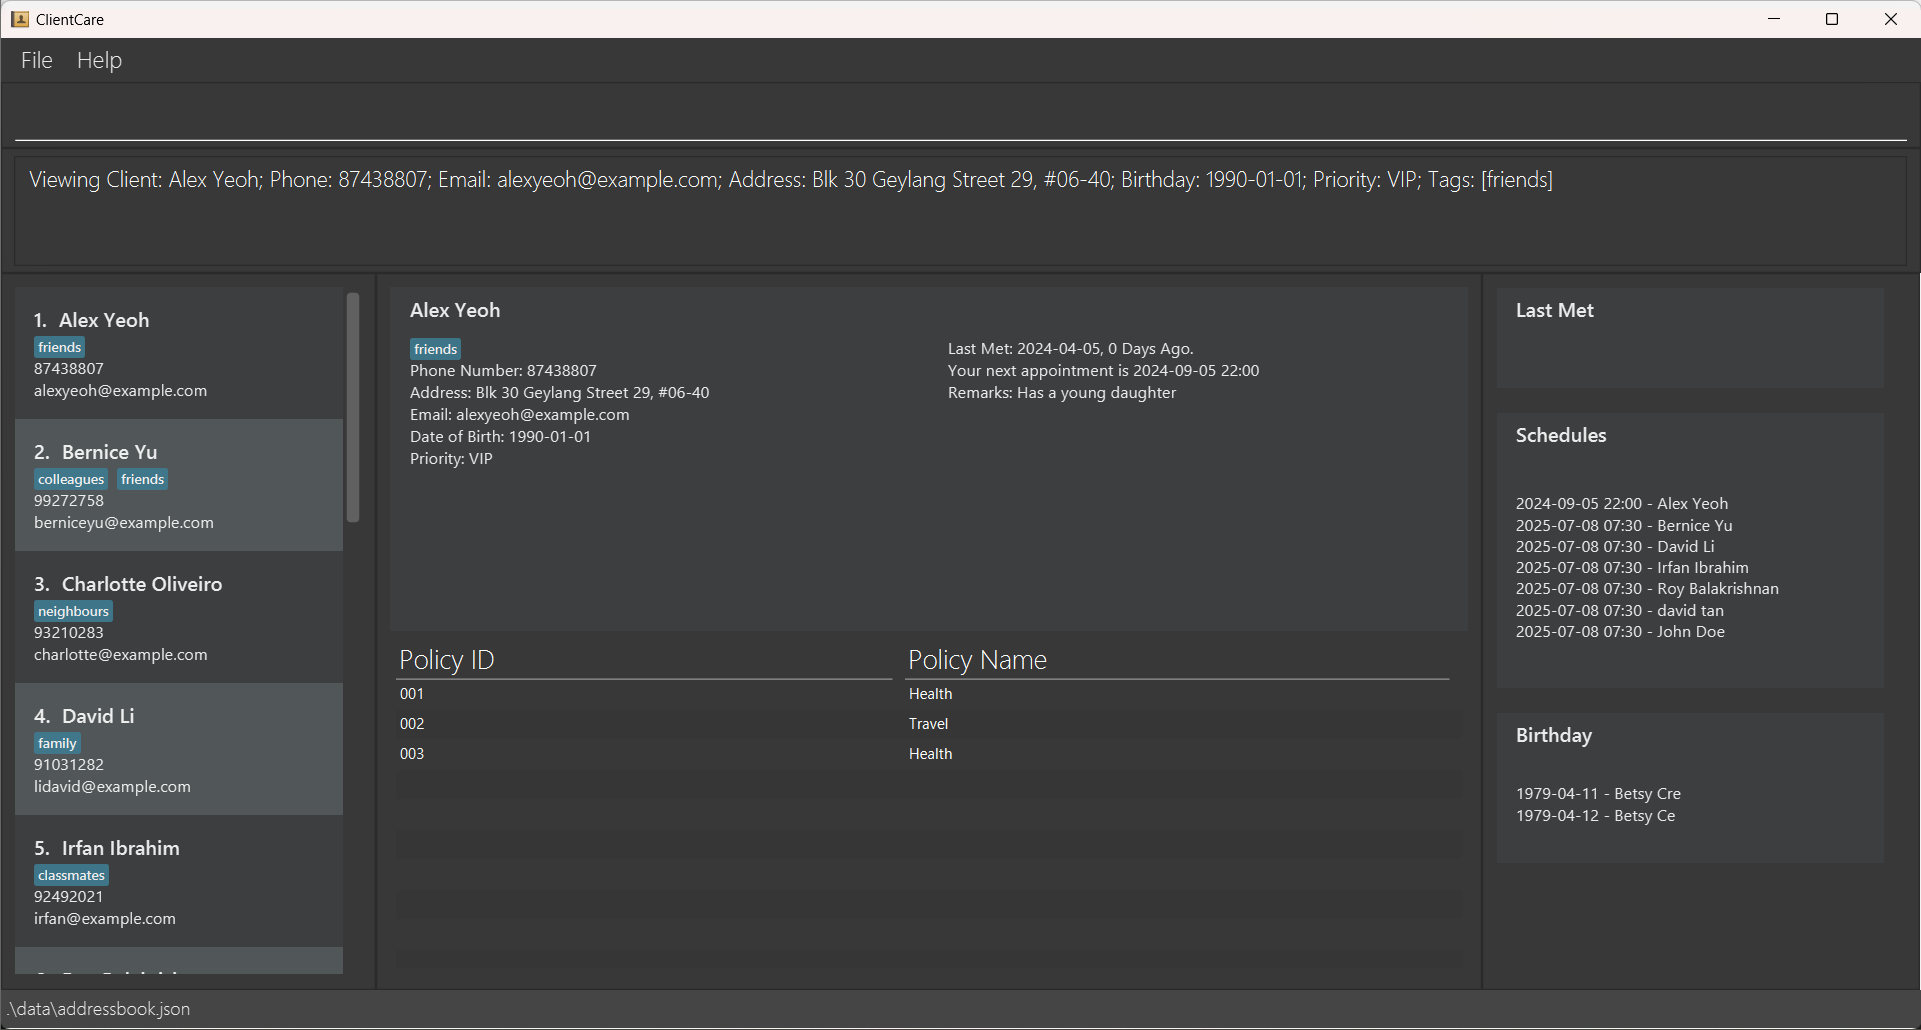 ClientCare
File Help
Viewing Client: Alex Yeoh; Phone: 87438807; Email: alexyeoh@example.com; Address: Blk 30 Geylang Street 29, #06-40; Birthday: 1990-01-01; Priority: VIP; Tags: [friends]
1. Alex Yeoh
friends
87438807
alexyeoh@example.com
2. Bernice Yu
colleagues friends
99272758
berniceyu@example.com
3. Charlotte Oliveiro
neighbours
93210283
charlotte@example.com
4. David Li
family
91031282
lidavid@example.com
5. Irfan Ibrahim
classmates
92492021
irfan@example.com
Alex Yeoh
friends
Phone Number: 87438807
Address: Blk 30 Geylang Street 29, #06-40
Email: alexyeoh@example.com
Date of Birth: 1990-01-01
Priority: VIP
Last Met: 2024-04-05, 0 Days Ago.
Your next appointment is 2024-09-05 22:00
Remarks: Has a young daughter
Policy ID Policy Name
001 Health
002 Travel
003 Health
Last Met
Schedules
2024-09-05 22:00 - Alex Yeoh
2025-07-08 07:30 - Bernice Yu
2025-07-08 07:30 - David Li
2025-07-08 07:30 - Irfan Ibrahim
2025-07-08 07:30 - Roy Balakrishnan
2025-07-08 07:30 - david tan
2025-07-08 07:30 - John Doe
Birthday
1979-04-11 - Betsy Cre
1979-04-12 - Betsy Ce
.\data\addressbook.json